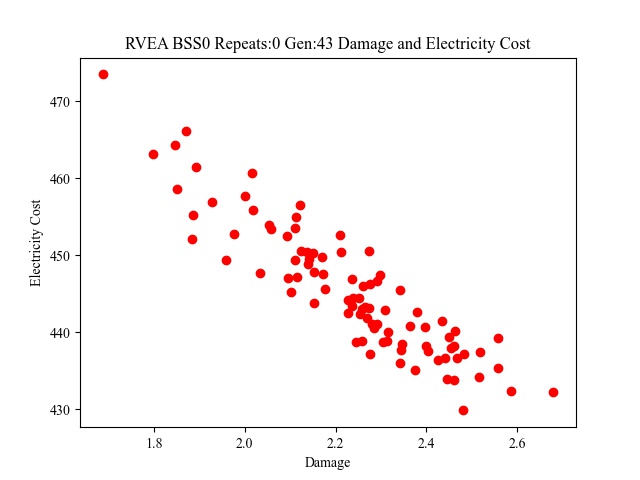 RVEA BSS0 Repeats:0 Gen:43 Damage and Electricity Cost
470
460
450
440
430
Electricity Cost
1.8 2.0 2.2 2.4 2.6
Damage